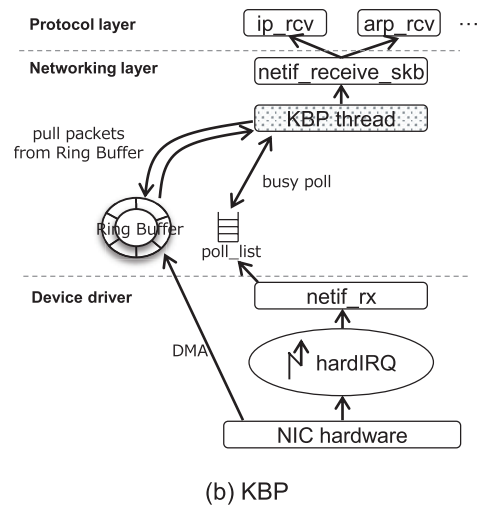 Protocol layer
ip_rcv
arp_rcv
...
Networking layer
netif_receive_skb
KBP thread
pull packets
from Ring Buffer
busy poll
Ring Buffer
poll_list
Device driver
netif_rx
DMA
hardIRQ
NIC hardware
(b) KBP